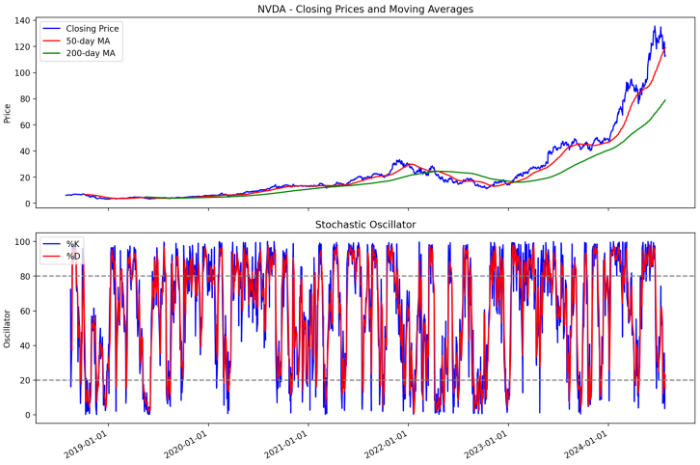 NVDA - Closing Prices and Moving Averages
140
120
100
80
60
40
20
0
Price
Closing Price
50-day MA
200-day MA
Stochastic Oscillator
100
80
60
40
20
0
Oscillator
%K
%D
2019-01-01
2020-01-01
2021-01-01
2022-01-01
2023-01-01
2024-01-01